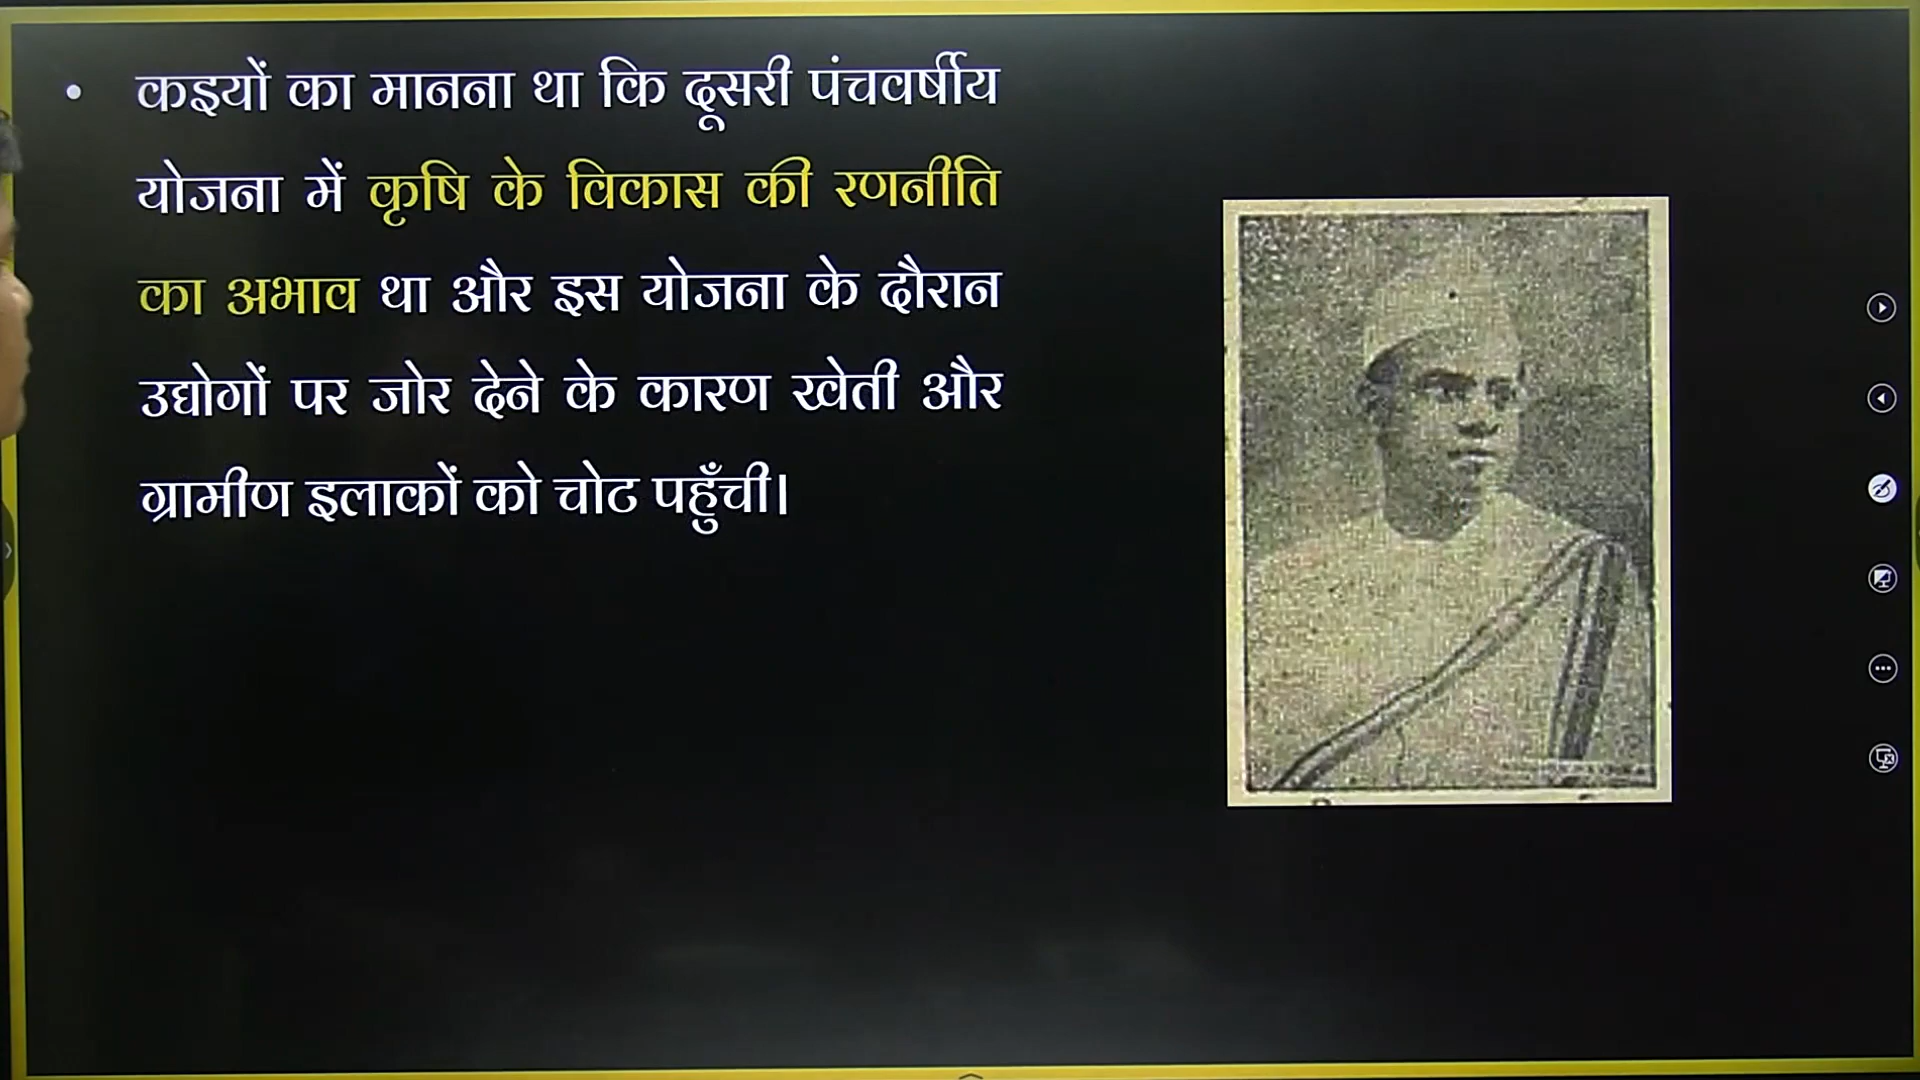 • कइयों का मानना था कि दूसरी पंचवर्षीय
योजना में कृषि के विकास की रणनीति
का अभाव था और इस योजना के दौरान
उद्योगों पर जोर देने के कारण खेती और
ग्रामीण इलाकों को चोट पहुँची।